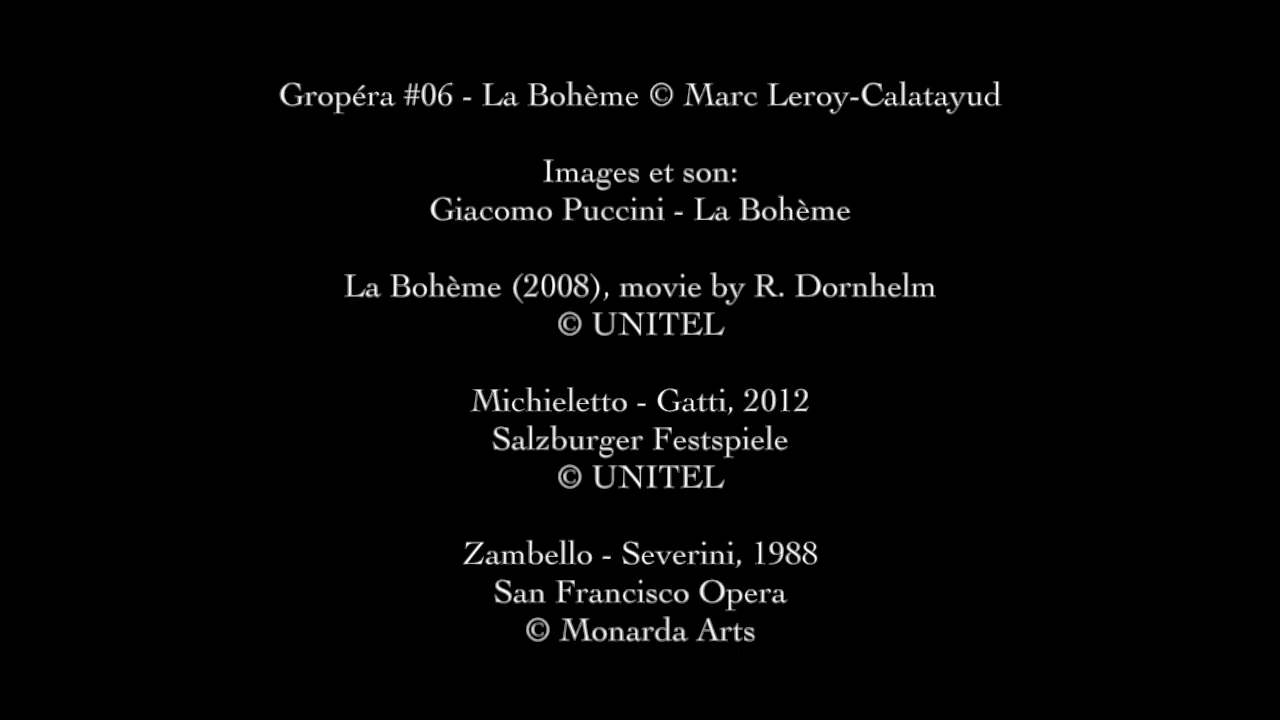 Gropéra #06 - La Bohème © Marc Leroy-Calatayud
Images et son:
Giacomo Puccini - La Bohème
La Bohème (2008), movie by R. Dornhelm
© UNITEL
Michieletto - Gatti, 2012
Salzburger Festspiele
© UNITEL
Zambello - Severini, 1988
San Francisco Opera
© Monarda Arts